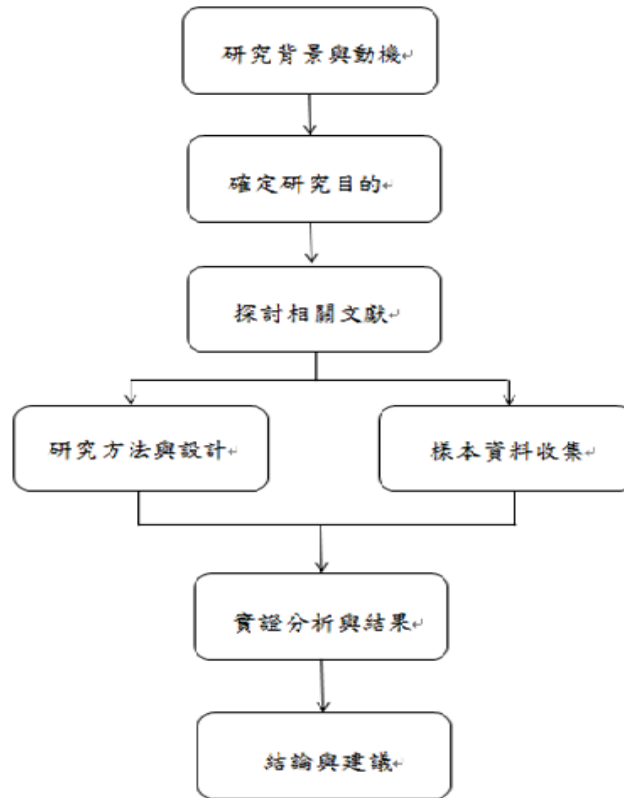 研究背景與動機
確定研究目的
探討相關文獻
研究方法與設計
樣本資料收集
實證分析與結果
結論與建議